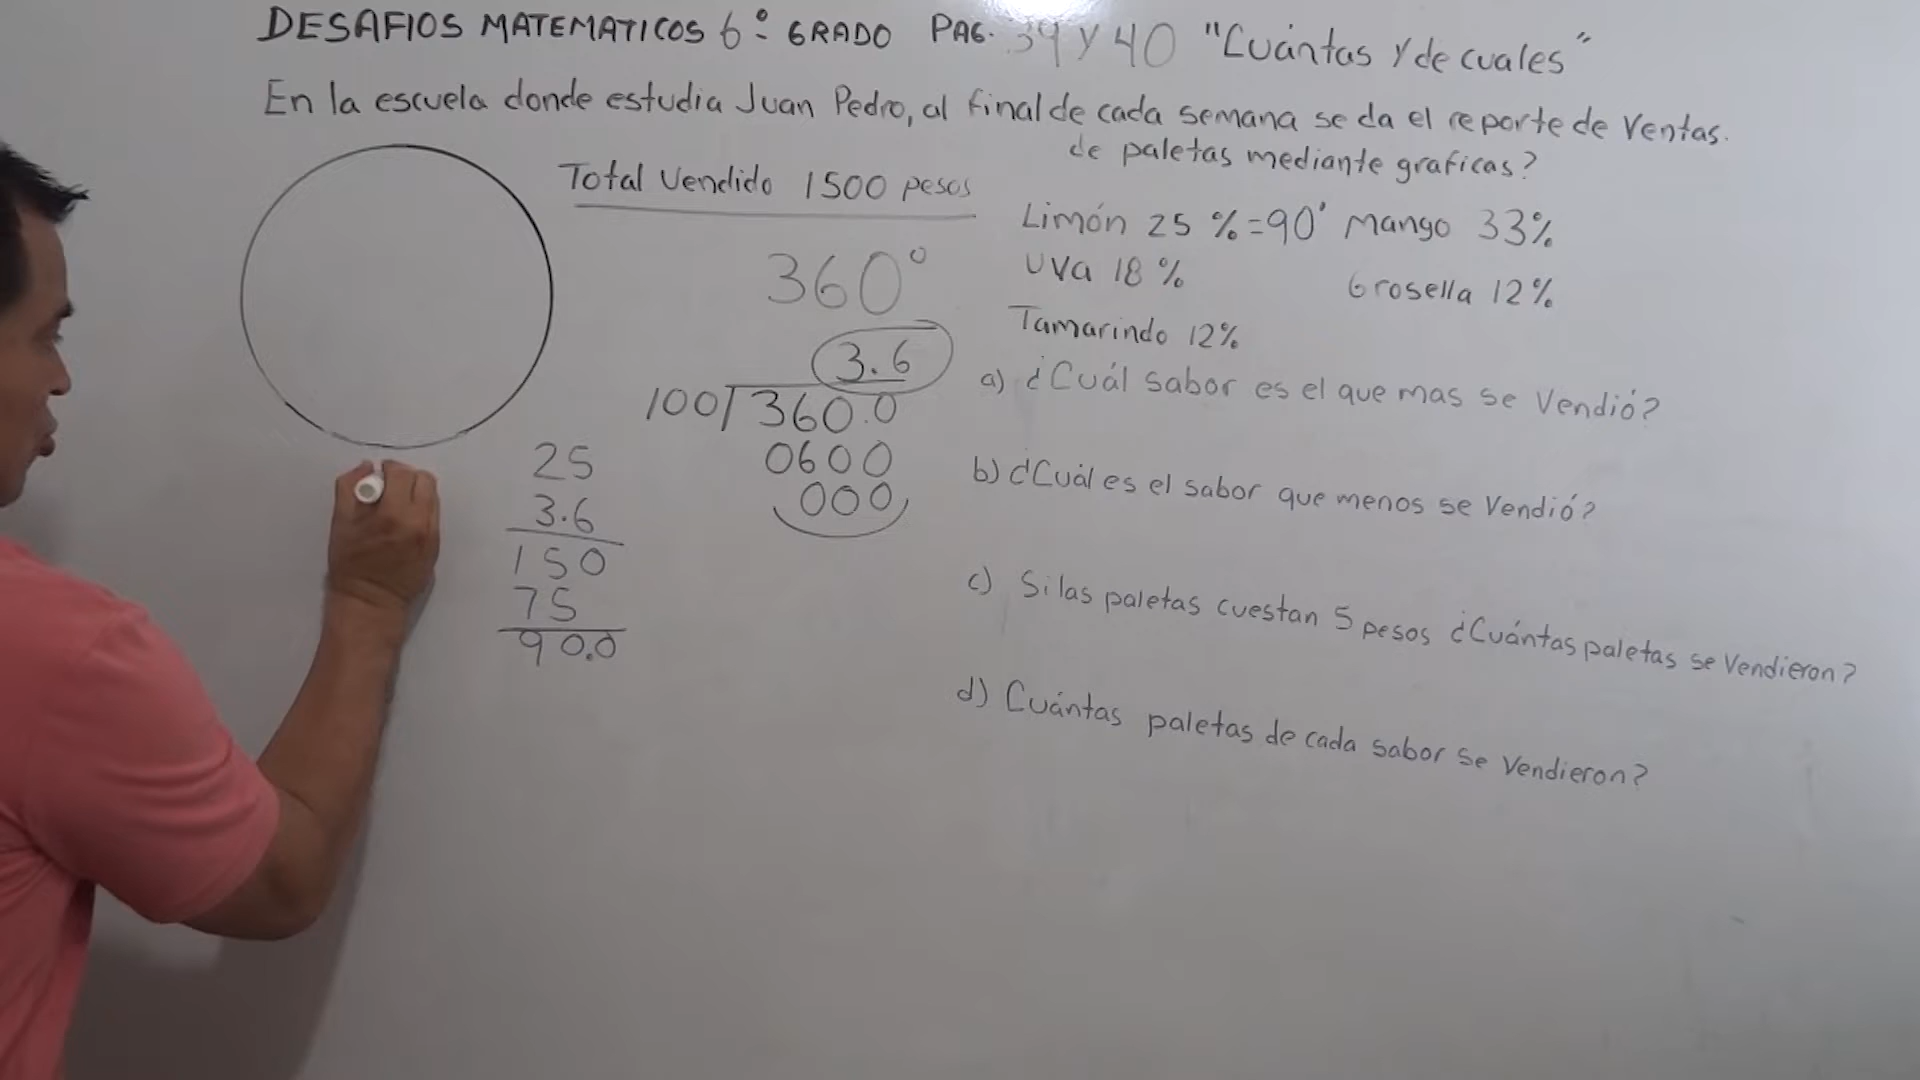 DESAFIOS MATEMATICOS 6° GRADO PAG. 39 Y 40 "Cuántas y de cuales"
En la escuela donde estudia Juan Pedro, al final de cada semana se da el reporte de Ventas.
de paletas mediante graficas?
Total Vendido 1500 pesos
Limón 25 % = 90° Mango 33%
Uva 18 %
Grosella 12%
Tamarindo 12%
360°
3.6
100 360.0
0600
000
25
3.6
150
75
90.0
a) ¿Cuál sabor es el que mas se Vendió?
b) ¿Cuál es el sabor que menos se Vendió?
c) Si las paletas cuestan 5 pesos ¿Cuántas paletas se Vendieron?
d) Cuántas paletas de cada sabor se Vendieron?